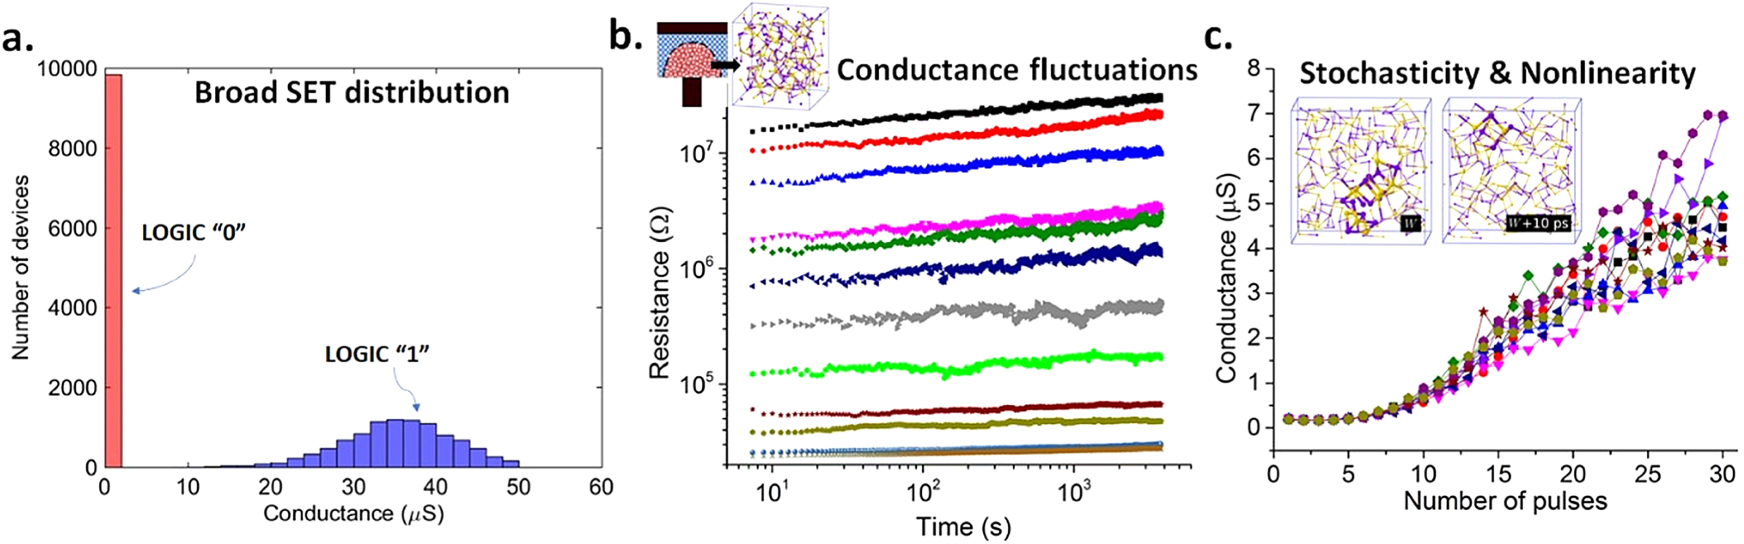 a.
Broad SET distribution
10000
8000
6000
4000
2000
0
Number of devices
LOGIC “0”
LOGIC “1”
0 10 20 30 40 50 60
Conductance (μS)
b.
Conductance fluctuations
10⁷
10⁶
10⁵
Resistance (Ω)
10¹ 10² 10³
Time (s)
c.
Stochasticity & Nonlinearity
8
7
6
5
4
3
2
1
0
Conductance (μS)
W
W+10 ps
0 5 10 15 20 25 30
Number of pulses